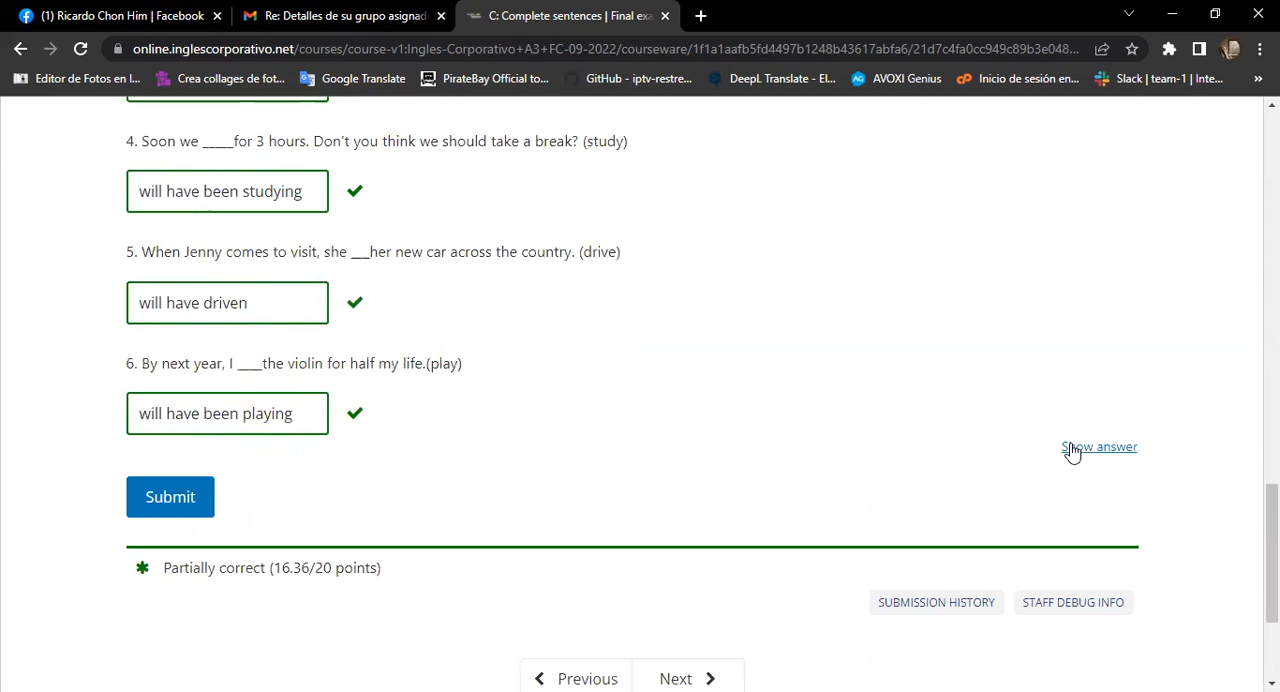 (1) Ricardo Chon Him | Facebook
Re: Detalles de su grupo asignad
C: Complete sentences | Final exa
online.inglescorporativo.net/courses/course-v1:Ingles-Corporativo+A3+FC-09-2022/courseware/1f1a1aafb5fd4497b1248b43617abfa6/21d7c4fa0cc949c89b3e048...
Editor de Fotos en l...
Crea collages de fot...
Google Translate
PirateBay Official to...
GitHub - iptv-restre...
DeepL Translate - El...
AVOXI Genius
Inicio de sesión en...
Slack | team-1 | Inte...
»
4. Soon we _____for 3 hours. Don't you think we should take a break? (study)
will have been studying
5. When Jenny comes to visit, she ___her new car across the country. (drive)
will have driven
6. By next year, I ____the violin for half my life.(play)
will have been playing
Show answer
Submit
✱ Partially correct (16.36/20 points)
SUBMISSION HISTORY
STAFF DEBUG INFO
Previous
Next